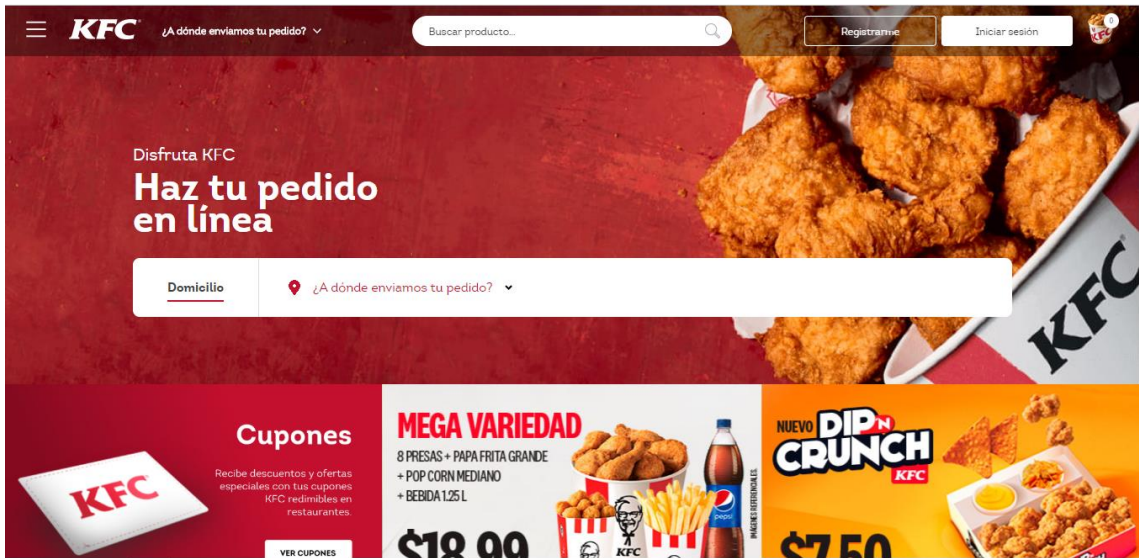 KFC
¿A dónde enviamos tu pedido?
Buscar producto...
Registrarme
Iniciar sesión
0
KFC
Disfruta KFC
Haz tu pedido
en línea
Domicilio
¿A dónde enviamos tu pedido?
KFC
Cupones
Recibe descuentos y ofertas
especiales con tus cupones
KFC redimibles en
restaurantes.
VER CUPONES
KFC
MEGA VARIEDAD
8 PRESAS + PAPA FRITA GRANDE
+ POP CORN MEDIANO
+ BEBIDA 1.25 L
$18.99
KFC
pepsi
IMÁGENES REFERENCIALES.
NUEVO DIP'N
CRUNCH
KFC
$7.50